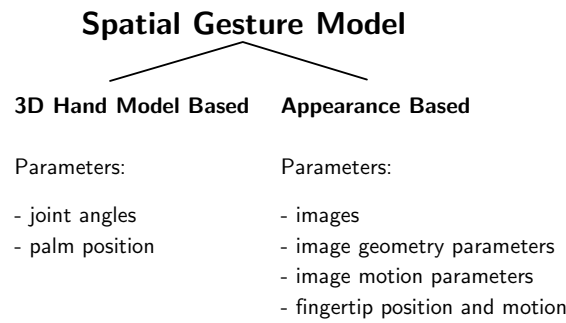 Spatial Gesture Model
3D Hand Model Based
Parameters:
- joint angles
- palm position
Appearance Based
Parameters:
- images
- image geometry parameters
- image motion parameters
- fingertip position and motion